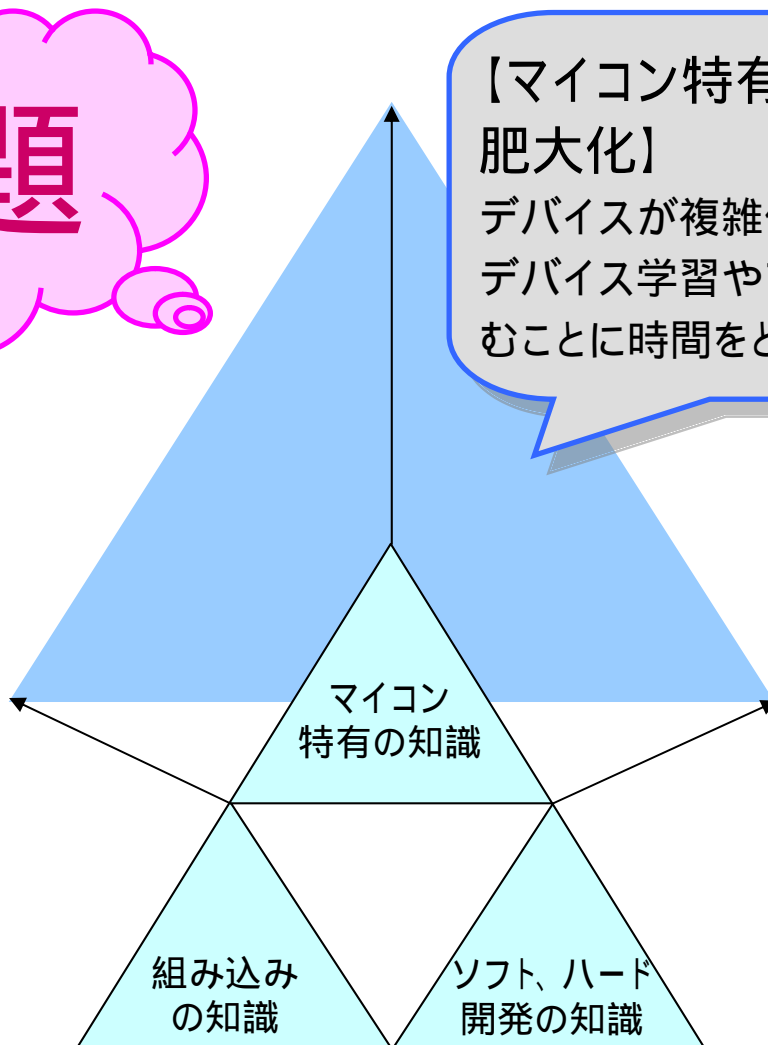 題
【マイコン特有
肥大化】
デバイスが複雑
デバイス学習や
むことに時間をと
マイコン
特有の知識
組み込み
の知識
ソフト、ハード
開発の知識